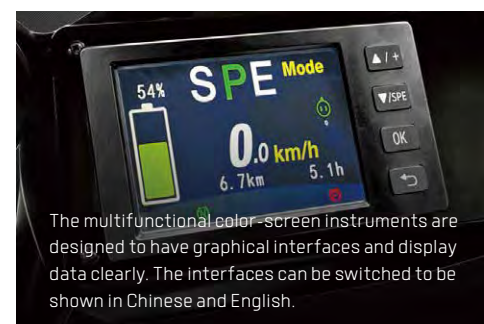 SPE Mode
54%
0.0 km/h
6.7km 5.1h
▲/+
▼/SPE
OK
The multifunctional color-screen instruments are
designed to have graphical interfaces and display
data clearly. The interfaces can be switched to be
shown in Chinese and English.